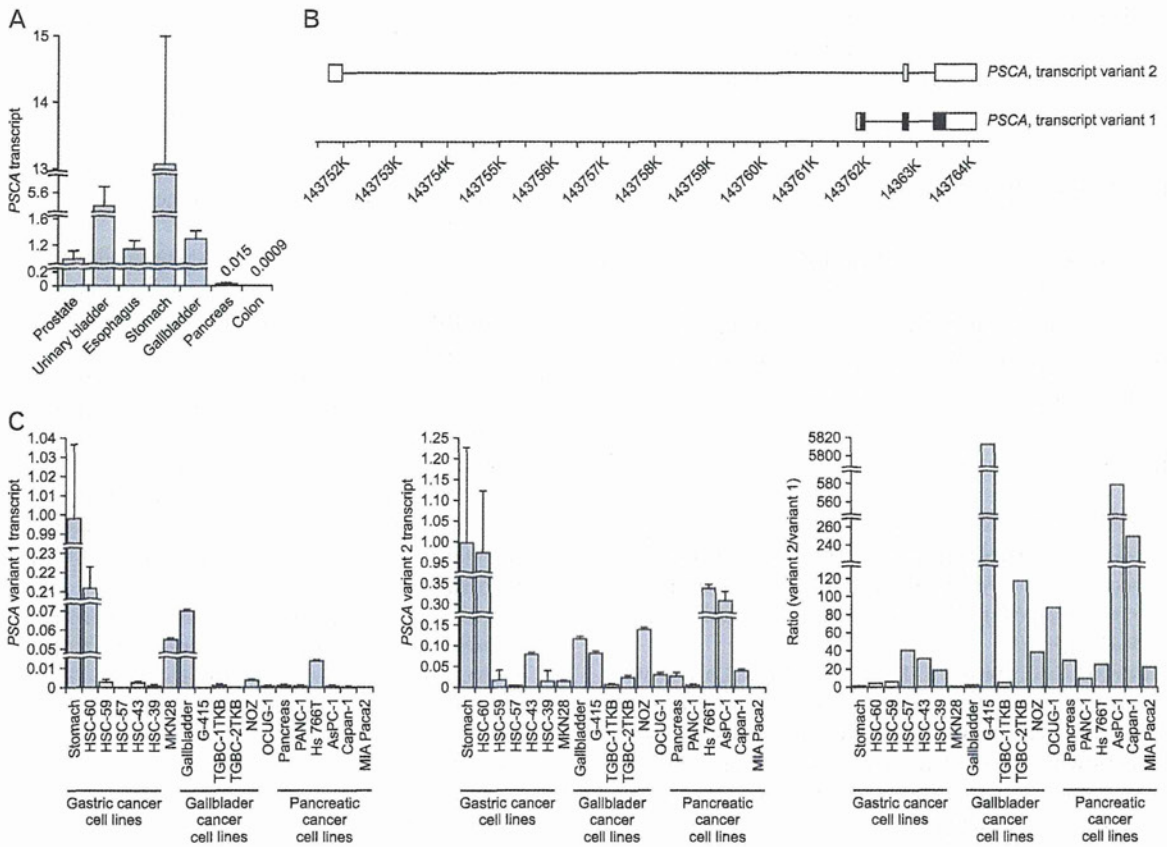 A
PSCA transcript
15
14
13
5.6
1.6
1.2
0.2
0
0.015
0.0009
Prostate
Urinary bladder
Esophagus
Stomach
Gallbladder
Pancreas
Colon
B
PSCA, transcript variant 2
PSCA, transcript variant 1
143752K
143753K
143754K
143755K
143756K
143757K
143758K
143759K
143760K
143761K
143762K
14363K
143764K
C
PSCA variant 1 transcript
1.04
1.03
1.02
1.01
1.00
0.99
0.23
0.22
0.21
0.07
0.06
0.05
0.01
0
Stomach
HSC-60
HSC-59
HSC-57
HSC-43
HSC-39
MKN28
Gallbladder
G-415
TGBC-1TKB
TGBC-2TKB
NOZ
OCUG-1
Pancreas
PANC-1
Hs 766T
AsPC-1
Capan-1
MIA Paca2
Gastric cancer
cell lines
Gallblader
cancer
cell lines
Pancreatic
cancer
cell lines
PSCA variant 2 transcript
1.25
1.20
1.15
1.10
1.05
1.00
0.95
0.35
0.30
0.15
0.10
0.05
0
Stomach
HSC-60
HSC-59
HSC-57
HSC-43
HSC-39
MKN28
Gallbladder
G-415
TGBC-1TKB
TGBC-2TKB
NOZ
OCUG-1
Pancreas
PANC-1
Hs 766T
AsPC-1
Capan-1
MIA Paca2
Gastric cancer
cell lines
Gallblader
cancer
cell lines
Pancreatic
cancer
cell lines
Ratio (variant 2/variant 1)
5820
5800
580
560
260
240
120
100
80
60
40
20
0
Stomach
HSC-60
HSC-59
HSC-57
HSC-43
HSC-39
MKN28
Gallbladder
G-415
TGBC-1TKB
TGBC-2TKB
NOZ
OCUG-1
Pancreas
PANC-1
Hs 766T
AsPC-1
Capan-1
MIA Paca2
Gastric cancer
cell lines
Gallblader
cancer
cell lines
Pancreatic
cancer
cell lines